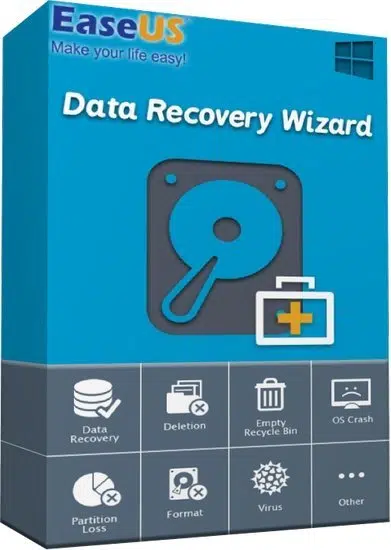 EaseUS
Make your life easy!
Data Recovery Wizard
Data
Recovery
Deletion
Empty
Recycle Bin
OS Crash
Partition
Loss
Format
Virus
Other